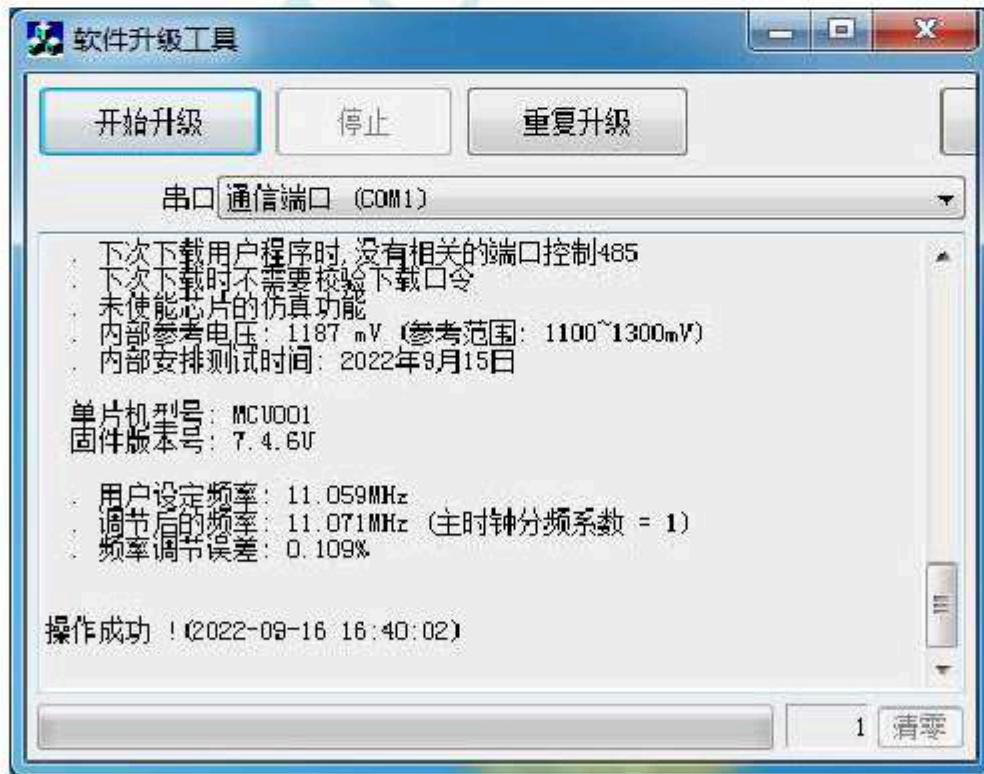 软件升级工具
开始升级 停止 重复升级
串口 通信端口 (COM1)
. 下次下载用户程序时,没有相关的端口控制485
. 下次下载时不需要校验下载口令
. 未使能芯片的仿真功能
. 内部参考电压: 1187 mV (参考范围: 1100~1300mV)
. 内部安排测试时间: 2022年9月15日
单片机型号: MCU001
固件版本号: 7.4.6U
. 用户设定频率: 11.059MHz
. 调节后的频率: 11.071MHz (主时钟分频系数 = 1)
. 频率调节误差: 0.109%
操作成功 !(2022-09-16 16:40:02)
1 清零